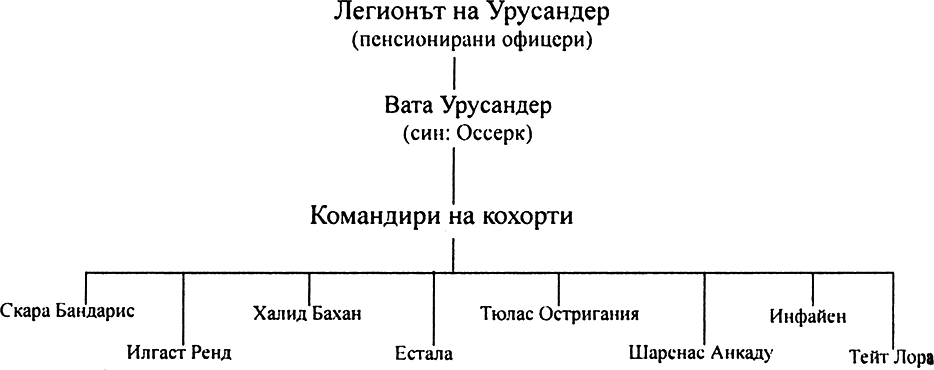 Легионът на Урусандер
(пенсионирани офицери)
Вата Урусандер
(син: Оссерк)
Командири на кохорти
Скара Бандарис
Халид Бахан
Тюлас Остригания
Инфайен
Илгаст Ренд
Естала
Шаренас Анкаду
Тейт Лора